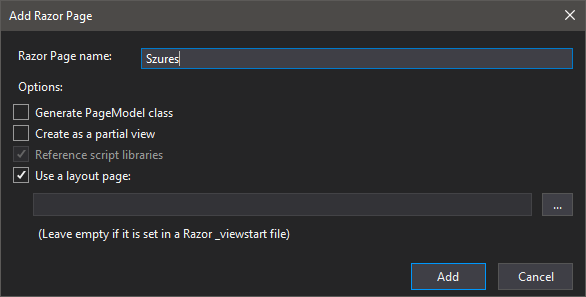 Add Razor Page
Razor Page name: Szures
Options:
Generate PageModel class
Create as a partial view
Reference script libraries
Use a layout page:
...
(Leave empty if it is set in a Razor _viewstart file)
Add Cancel